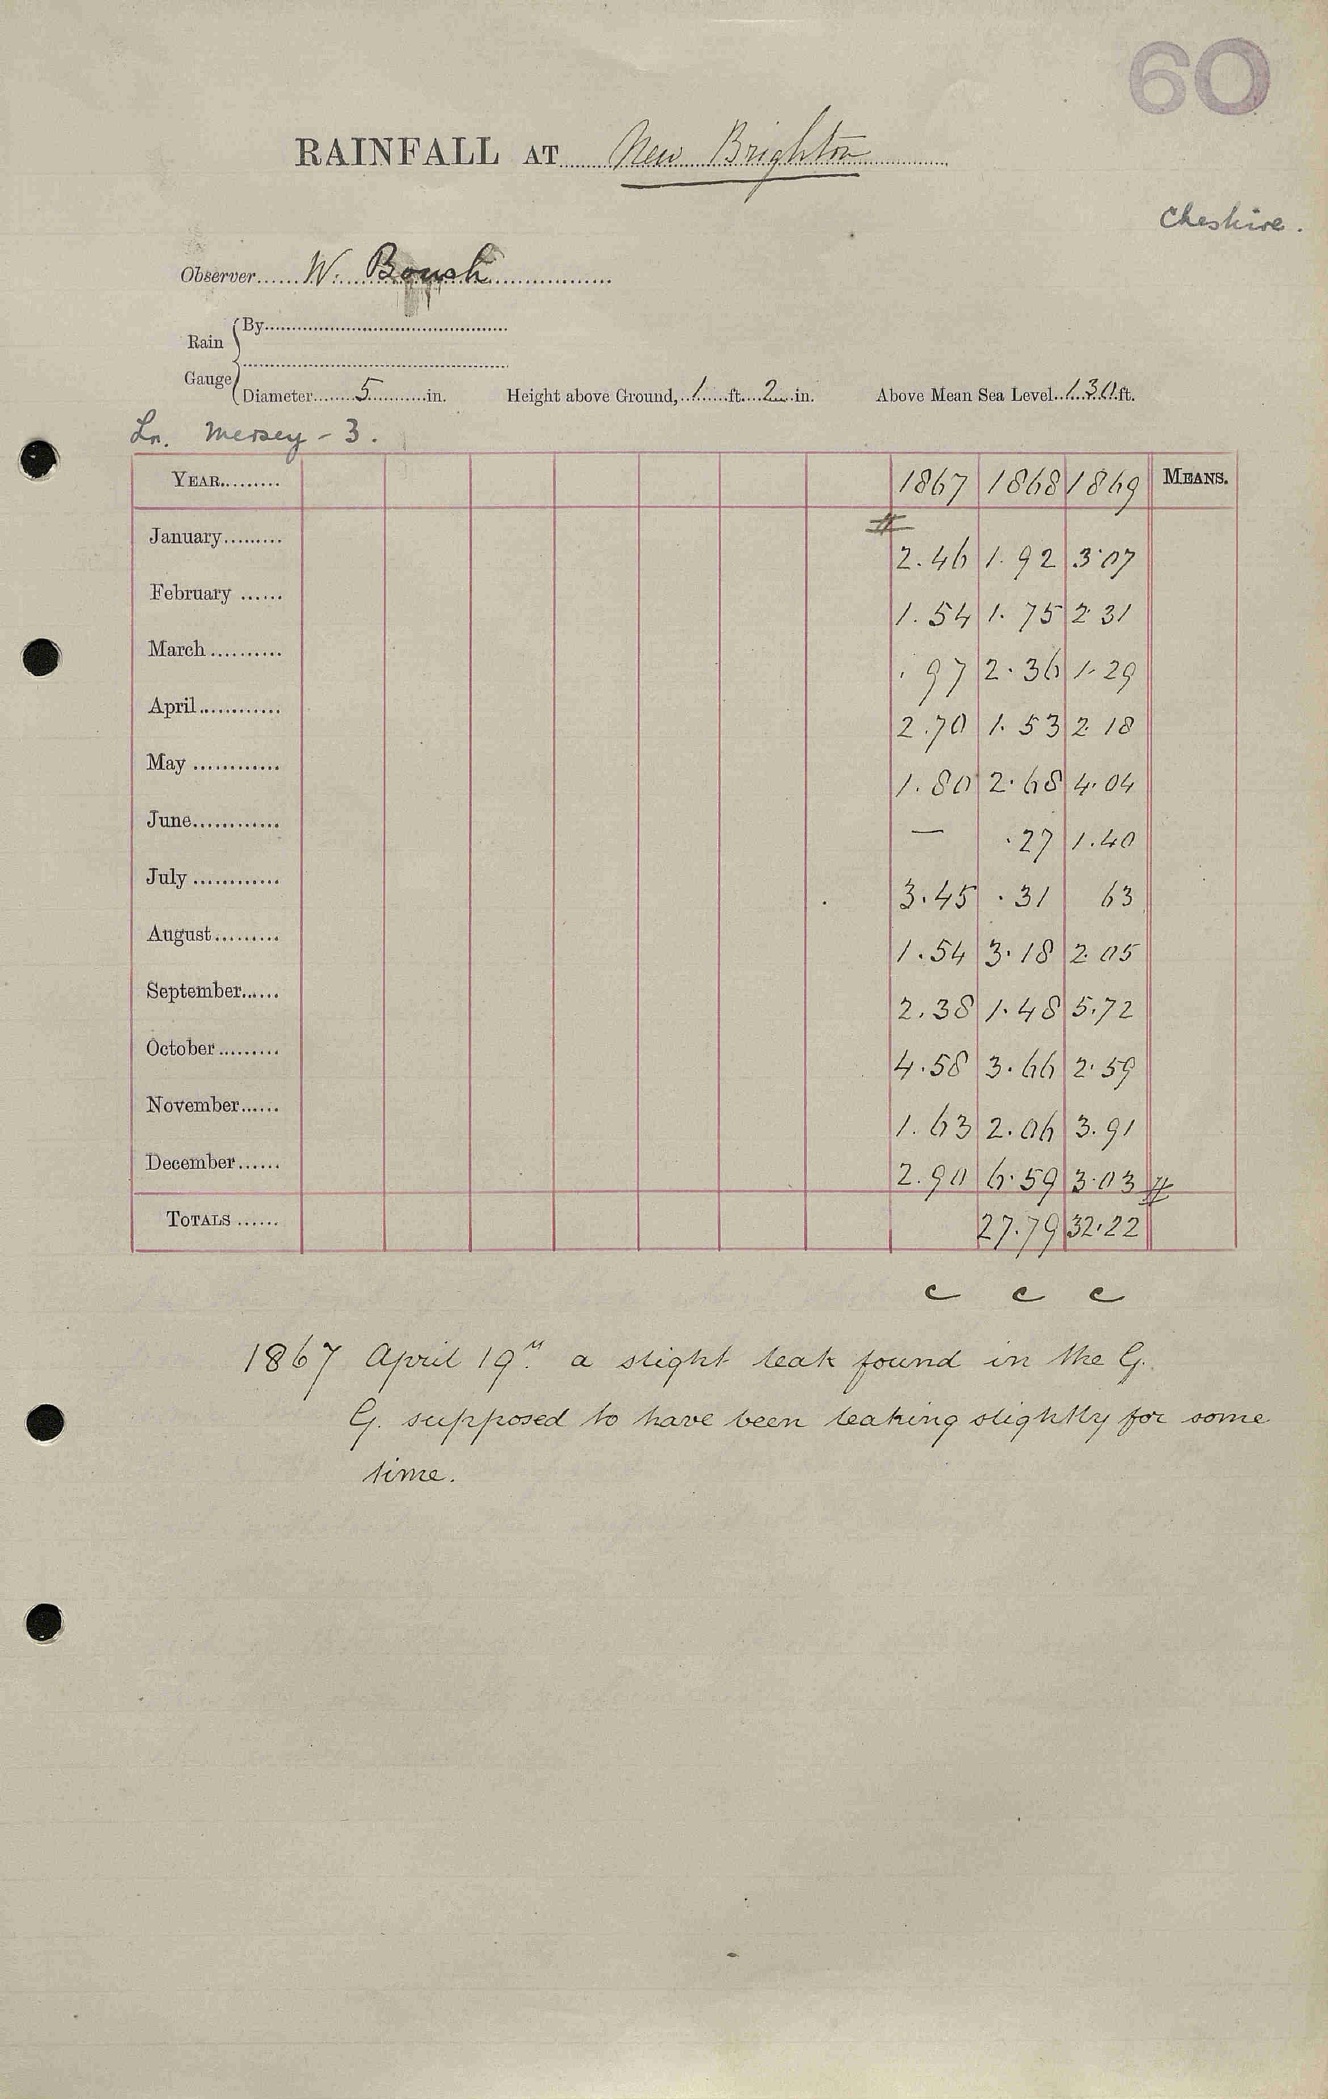 60
RAINFALL AT New Brighton
Cheshire.
Observer W.
Rain Gauge
By
Diameter 5 in. Height above Ground, 1 ft. 2 in. Above Mean Sea Level 130 ft.
Ln. Mersey - 3.
YEAR 1867 1868 1869 MEANS.
#
January 2.46 1.92 3.07
February 1.54 1.75 2.31
March .97 2.36 1.29
April 2.70 1.53 2.18
May 1.80 2.68 4.04
June — .27 1.40
July 3.45 .31 63
August 1.54 3.18 2.05
September 2.38 1.48 5.72
October 4.58 3.66 2.59
November 1.63 2.06 3.91
December 2.90 6.59 3.03 #
TOTALS 27.79 32.22
c c c
1867 April 19th a slight leak found in the G.
G. supposed to have been leaking slightly for some
time.